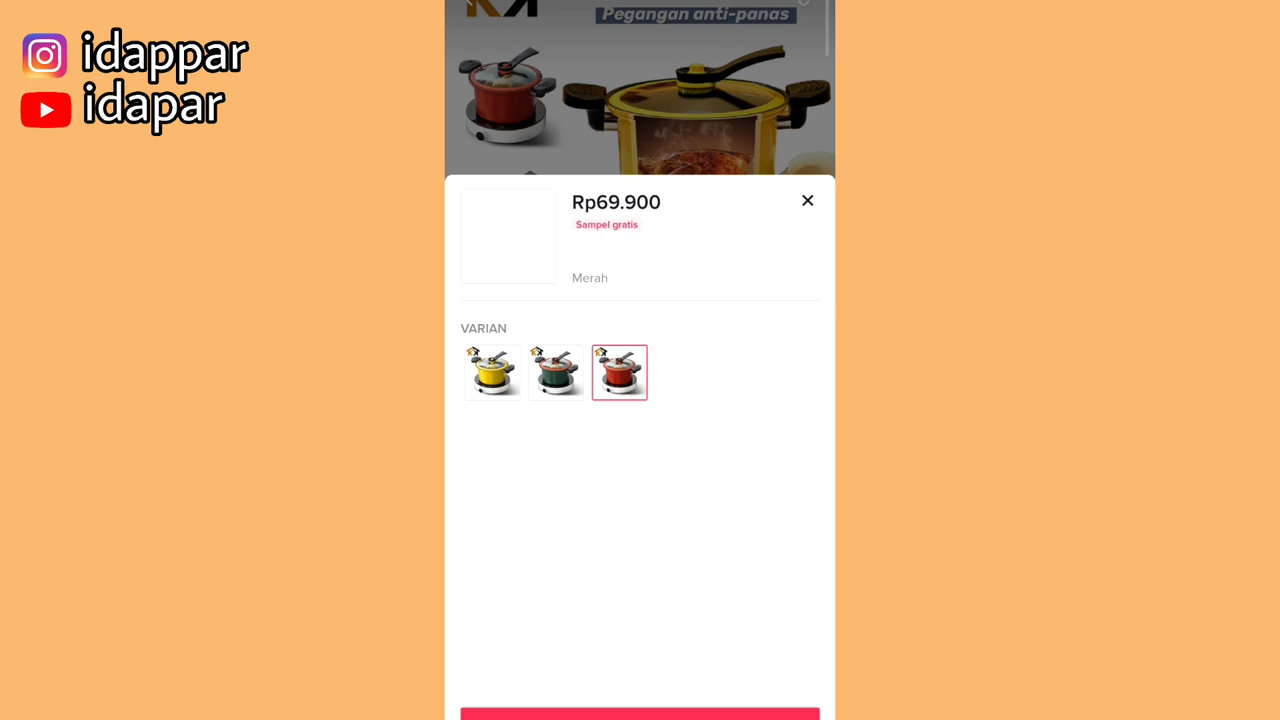 idappar
idapar
Pegangan anti-panas
Rp69.900
Sampel gratis
Merah
VARIAN